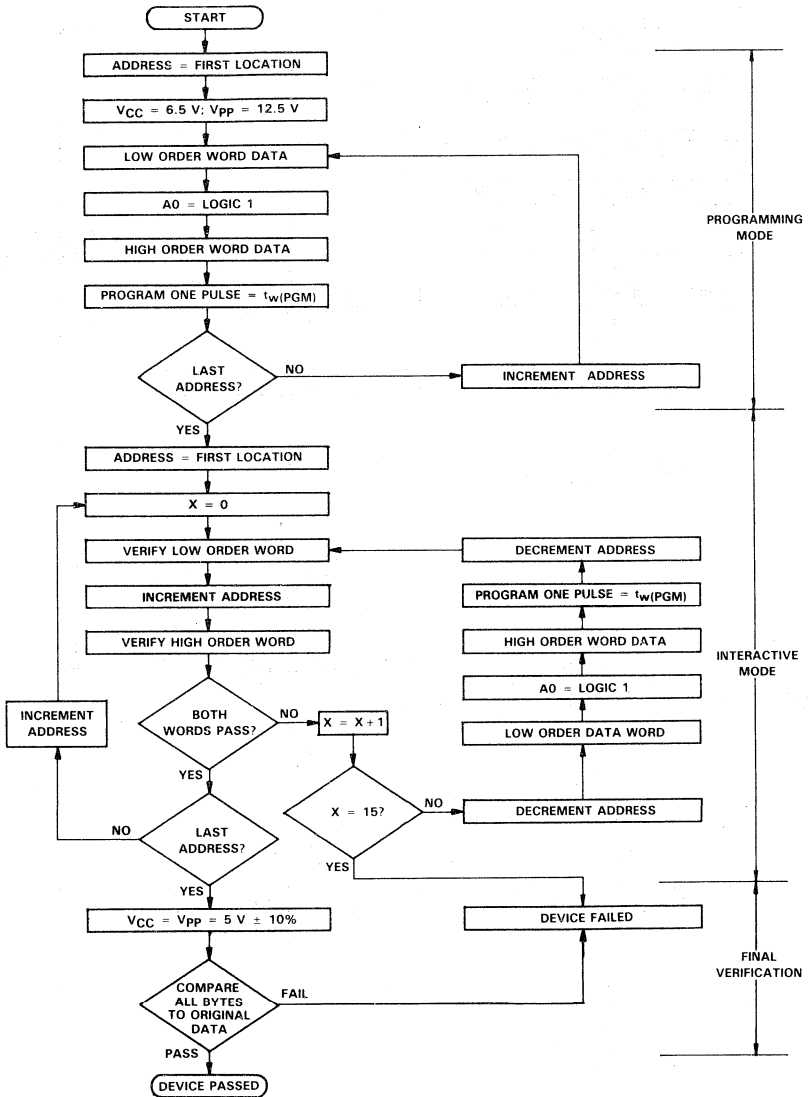 START
ADDRESS = FIRST LOCATION
VCC = 6.5 V; VPP = 12.5 V
LOW ORDER WORD DATA
A0 = LOGIC 1
HIGH ORDER WORD DATA
PROGRAM ONE PULSE = tw(PGM)
LAST
ADDRESS?
NO
INCREMENT ADDRESS
YES
PROGRAMMING
MODE
ADDRESS = FIRST LOCATION
X = 0
VERIFY LOW ORDER WORD
INCREMENT ADDRESS
VERIFY HIGH ORDER WORD
BOTH
WORDS PASS?
NO
X = X + 1
YES
X = 15?
NO
DECREMENT ADDRESS
LOW ORDER DATA WORD
A0 = LOGIC 1
HIGH ORDER WORD DATA
PROGRAM ONE PULSE = tw(PGM)
DECREMENT ADDRESS
YES
LAST
ADDRESS?
NO
INCREMENT
ADDRESS
YES
INTERACTIVE
MODE
VCC = VPP = 5 V ± 10%
DEVICE FAILED
COMPARE
ALL BYTES
TO ORIGINAL
DATA
FAIL
PASS
DEVICE PASSED
FINAL
VERIFICATION